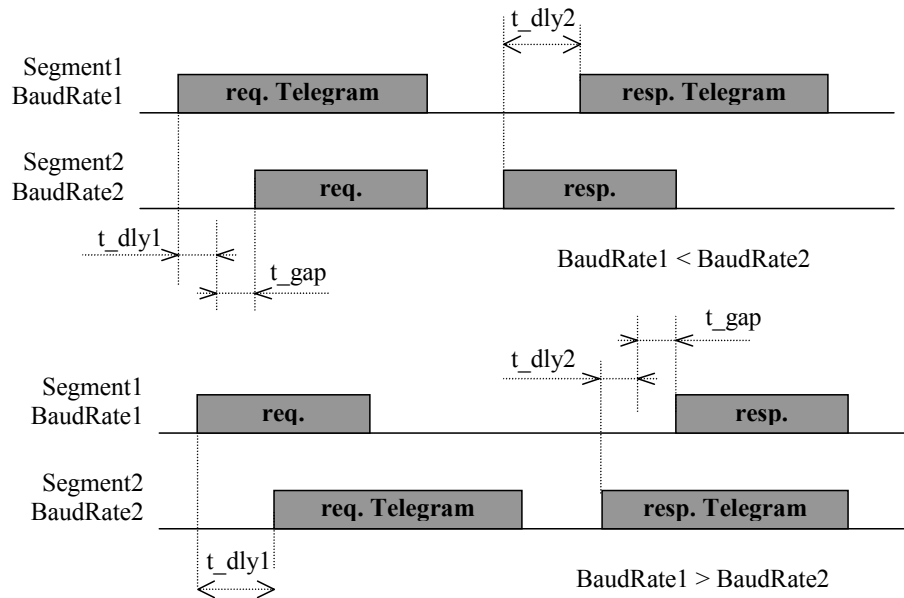 t_dly2
Segment1
BaudRate1
req. Telegram
resp. Telegram
Segment2
BaudRate2
req.
resp.
t_dly1
t_gap
BaudRate1 < BaudRate2
t_gap
t_dly2
Segment1
BaudRate1
req.
resp.
Segment2
BaudRate2
req. Telegram
resp. Telegram
t_dly1
BaudRate1 > BaudRate2